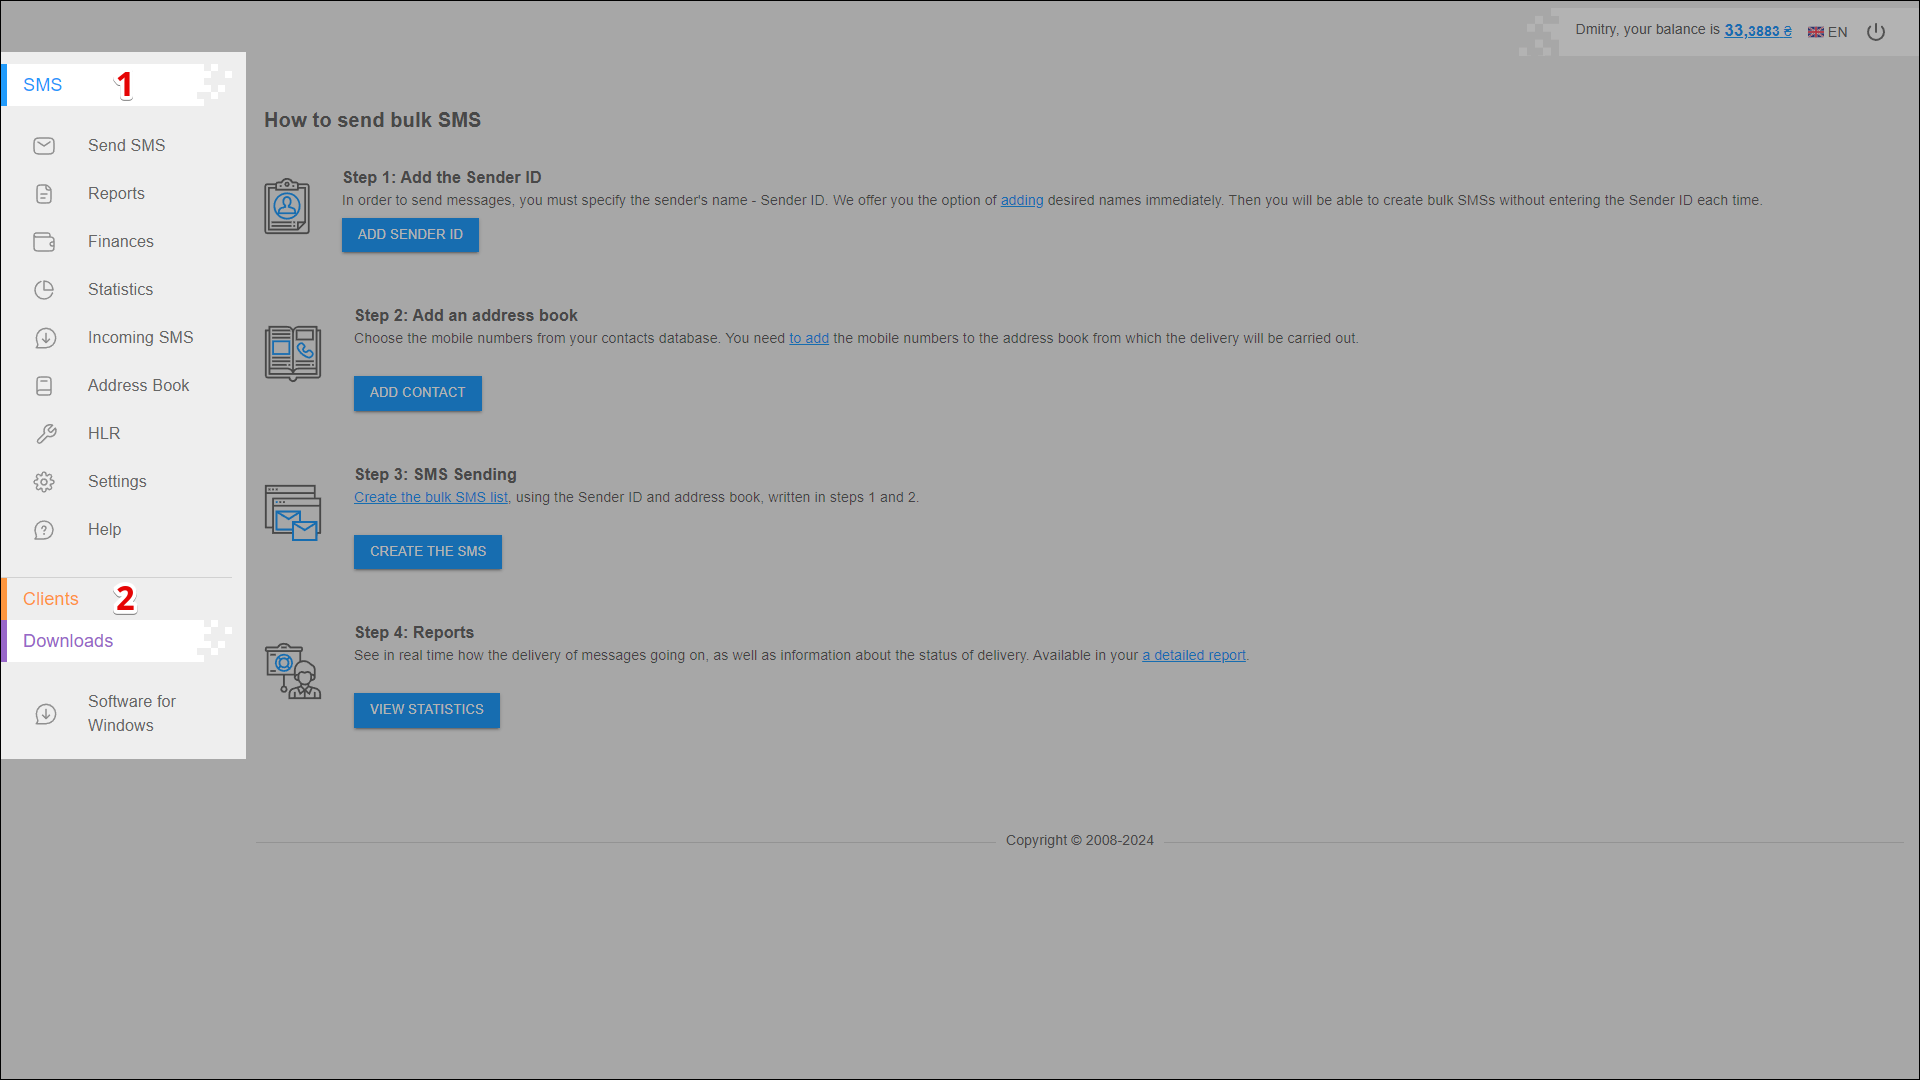 Dmitry, your balance is 33,3883 ₴ EN
SMS 1
Send SMS
Reports
Finances
Statistics
Incoming SMS
Address Book
HLR
Settings
Help
Clients 2
Downloads
Software for
Windows
How to send bulk SMS
Step 1: Add the Sender ID
In order to send messages, you must specify the sender's name - Sender ID. We offer you the option of adding desired names immediately. Then you will be able to create bulk SMSs without entering the Sender ID each time.
ADD SENDER ID
Step 2: Add an address book
Choose the mobile numbers from your contacts database. You need to add the mobile numbers to the address book from which the delivery will be carried out.
ADD CONTACT
Step 3: SMS Sending
Create the bulk SMS list, using the Sender ID and address book, written in steps 1 and 2.
CREATE THE SMS
Step 4: Reports
See in real time how the delivery of messages going on, as well as information about the status of delivery. Available in your a detailed report.
VIEW STATISTICS
Copyright © 2008-2024